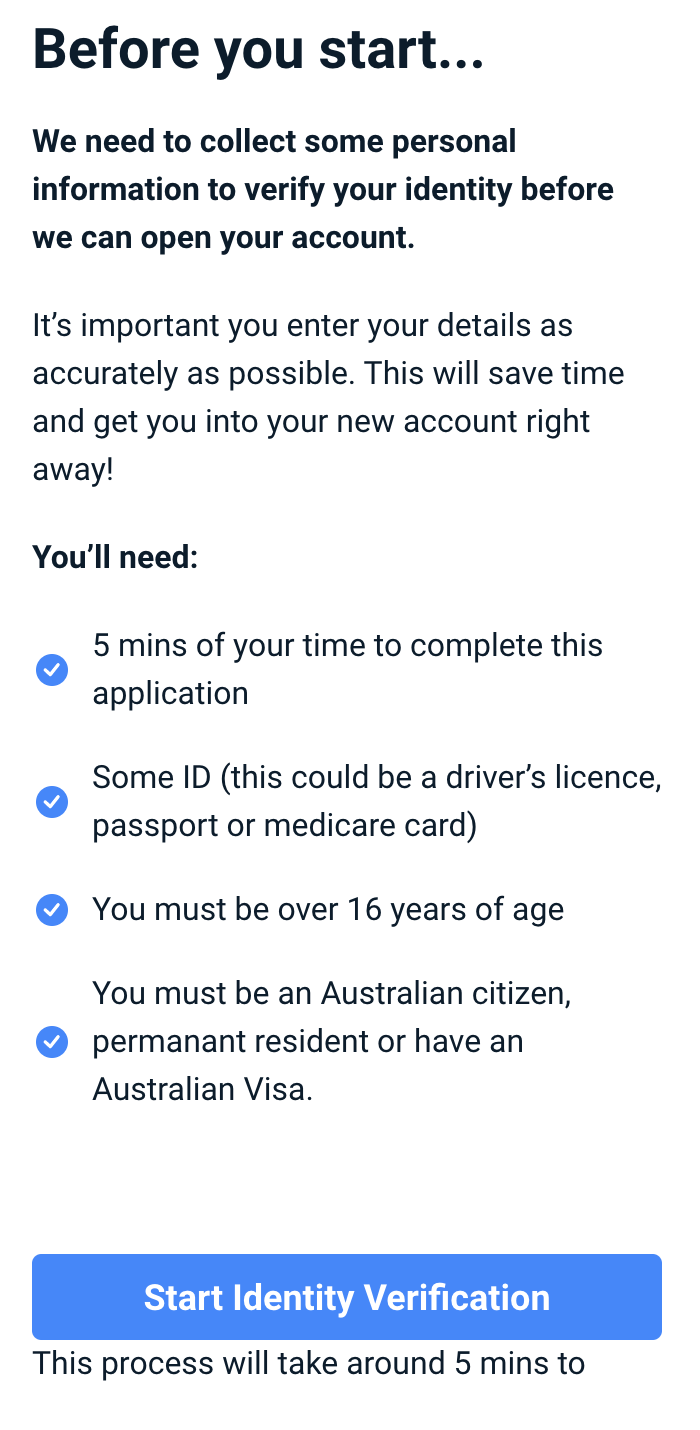 Before you start...
We need to collect some personal
information to verify your identity before
we can open your account.
It’s important you enter your details as
accurately as possible. This will save time
and get you into your new account right
away!
You’ll need:
5 mins of your time to complete this
application
Some ID (this could be a driver’s licence,
passport or medicare card)
You must be over 16 years of age
You must be an Australian citizen,
permanant resident or have an
Australian Visa.
Start Identity Verification
This process will take around 5 mins to